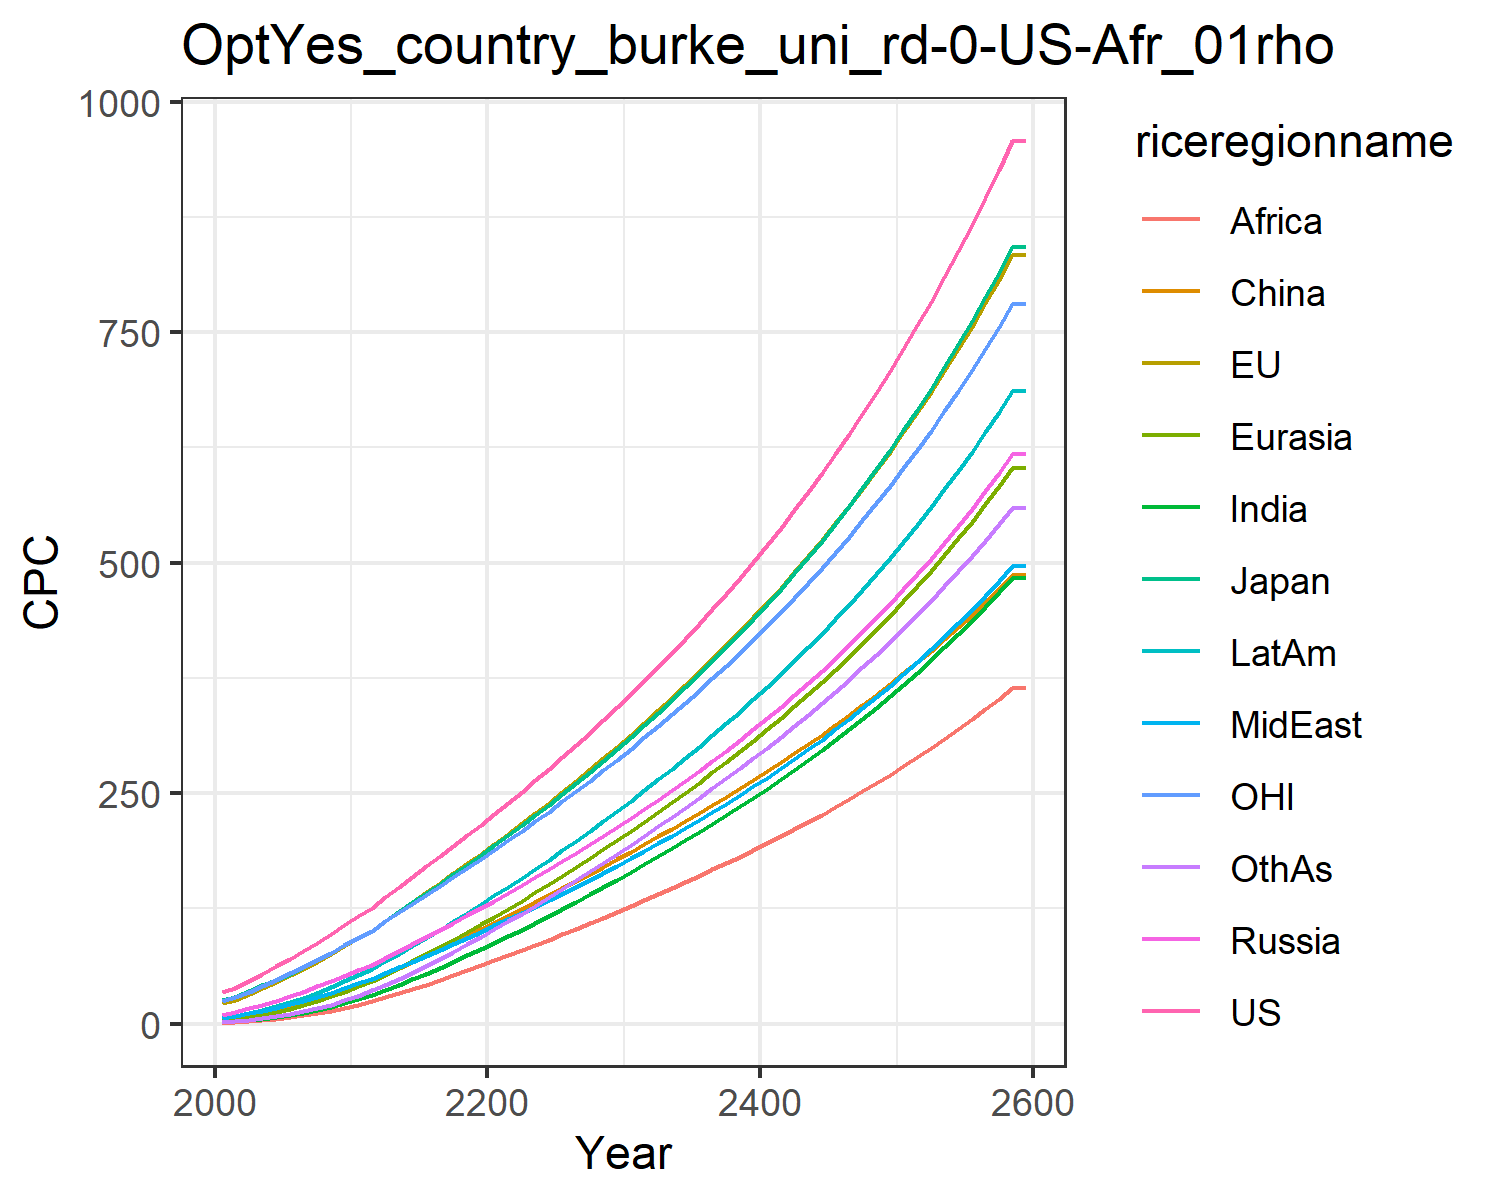 OptYes_country_burke_uni_rd-0-US-Afr_01rho
1000
750
500
250
0
CPC
2000 2200 2400 2600
Year
riceregionname
Africa
China
EU
Eurasia
India
Japan
LatAm
MidEast
OHI
OthAs
Russia
US